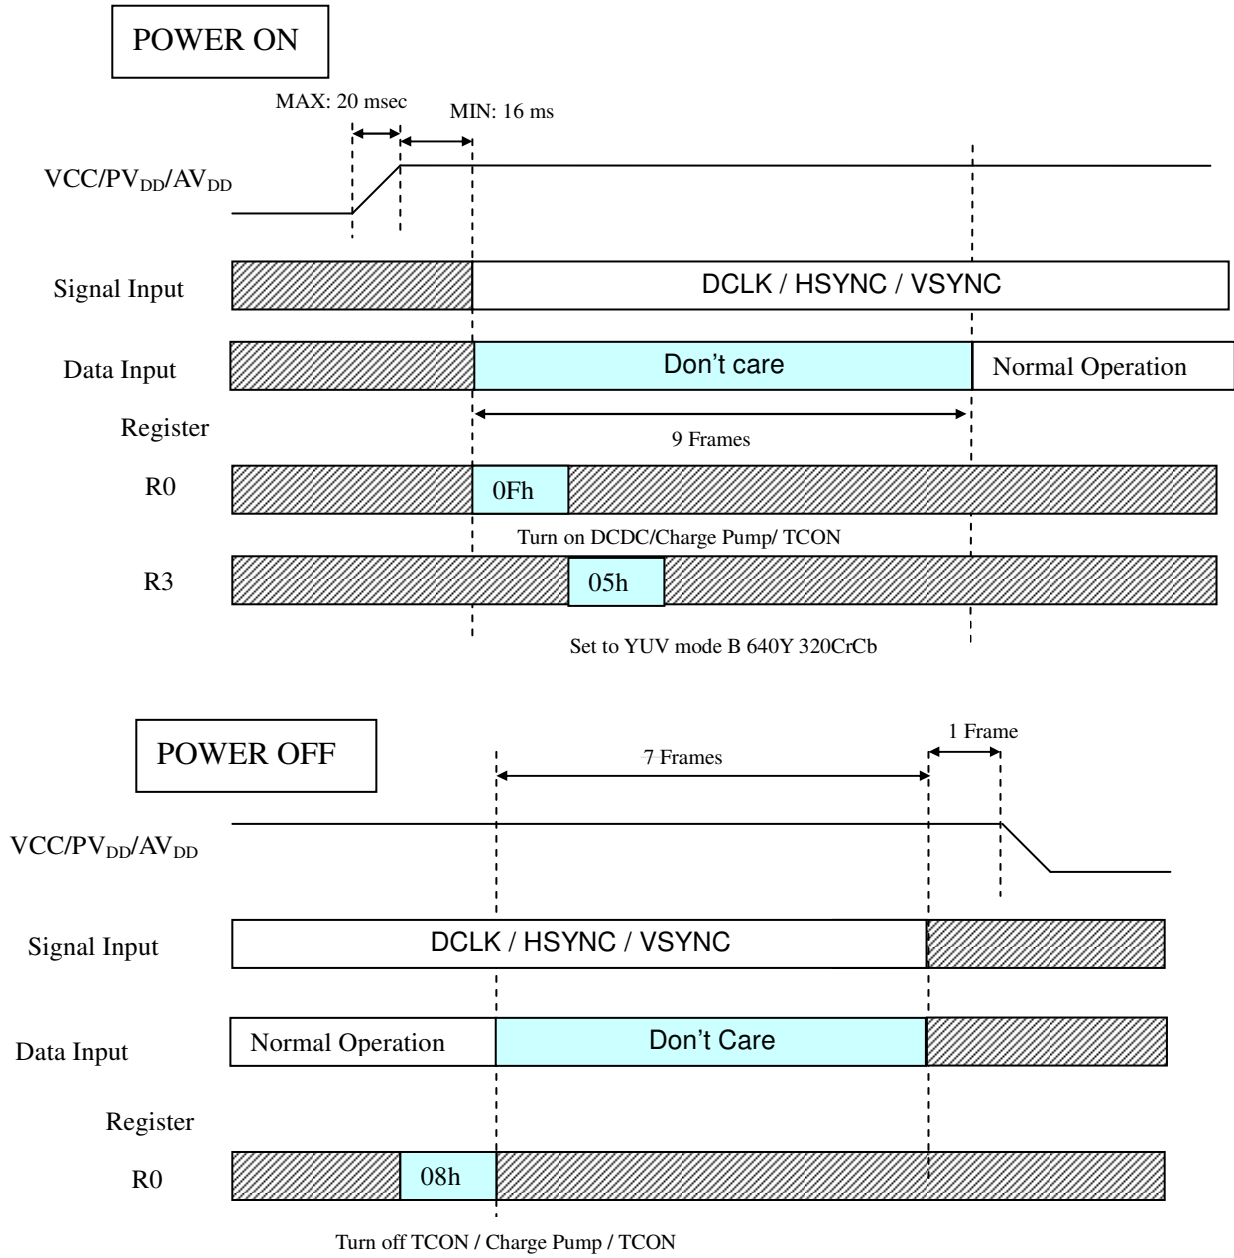 POWER ON
MAX: 20 msec
MIN: 16 ms
VCC/PVDD/AVDD
Signal Input
DCLK / HSYNC / VSYNC
Data Input
Don't care
Normal Operation
Register
9 Frames
R0
0Fh
Turn on DCDC/Charge Pump/ TCON
R3
05h
Set to YUV mode B 640Y 320CrCb
POWER OFF
7 Frames
1 Frame
VCC/PVDD/AVDD
Signal Input
DCLK / HSYNC / VSYNC
Data Input
Normal Operation
Don't Care
Register
R0
08h
Turn off TCON / Charge Pump / TCON